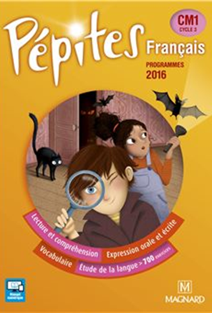 Pépites
Français
CM1
CYCLE 3
PROGRAMMES
2016
Lecture et compréhension
Expression orale et écrite
Vocabulaire
Étude de la langue + 700 exercices
MAGNARD